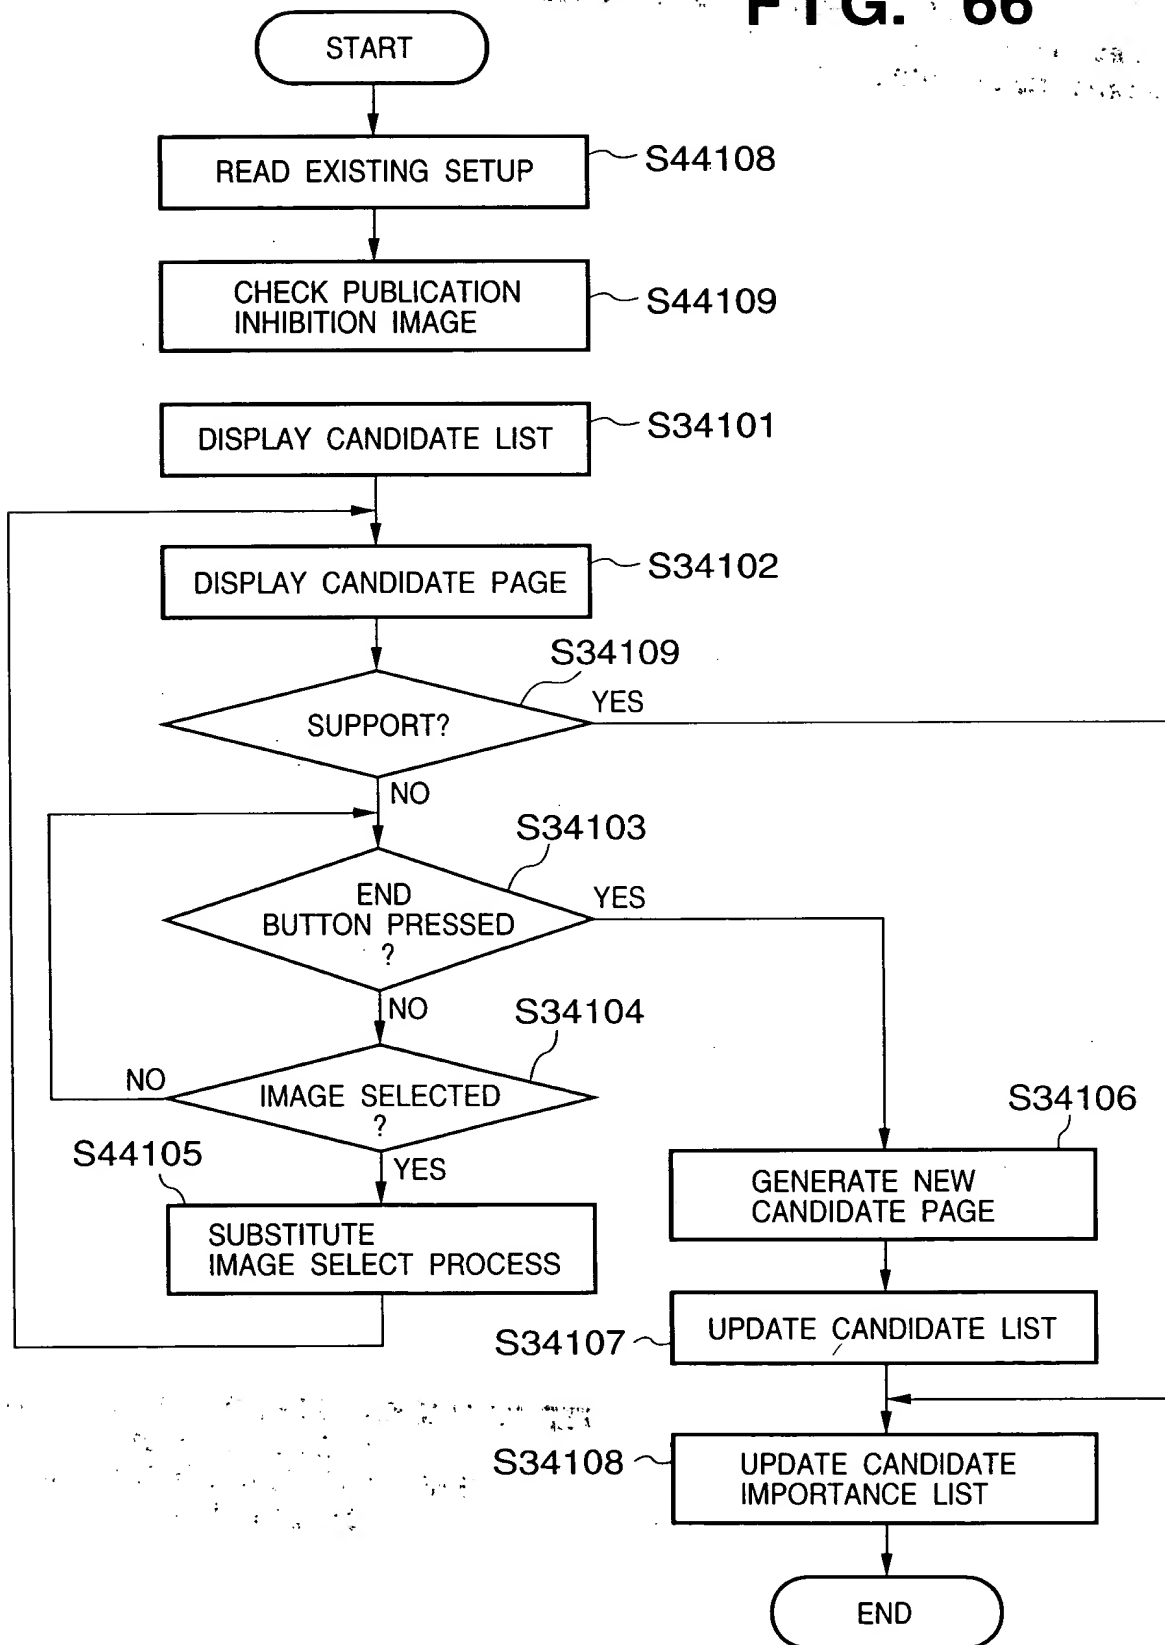 FIG. 66
START
READ EXISTING SETUP
S44108
CHECK PUBLICATION
INHIBITION IMAGE
S44109
DISPLAY CANDIDATE LIST
S34101
DISPLAY CANDIDATE PAGE
S34102
S34109
SUPPORT?
YES
NO
S34103
END
BUTTON PRESSED
?
YES
NO
S34104
IMAGE SELECTED
?
NO
YES
S44105
SUBSTITUTE
IMAGE SELECT PROCESS
S34106
GENERATE NEW
CANDIDATE PAGE
S34107
UPDATE CANDIDATE LIST
S34108
UPDATE CANDIDATE
IMPORTANCE LIST
END